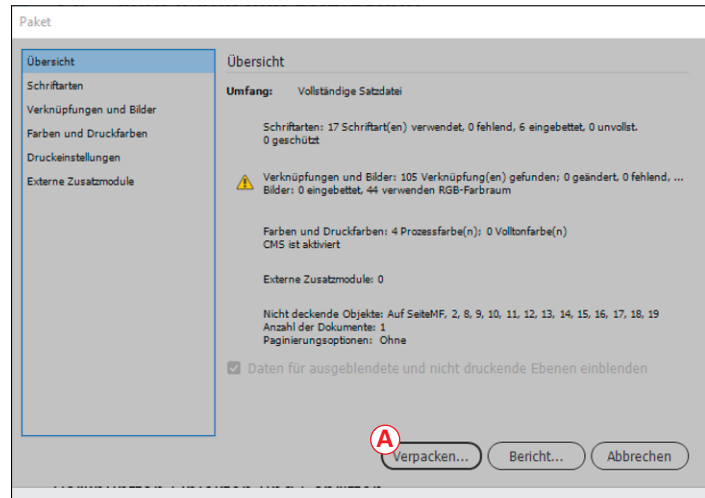 Paket
Übersicht
Schriftarten
Verknüpfungen und Bilder
Farben und Druckfarben
Druckeinstellungen
Externe Zusatzmodule
Übersicht
Umfang: Vollständige Satzdatei
Schriftarten: 17 Schriftart(en) verwendet, 0 fehlend, 6 eingebettet, 0 unvollst.
0 geschützt
Verknüpfungen und Bilder: 105 Verknüpfung(en) gefunden; 0 geändert, 0 fehlend, ...
Bilder: 0 eingebettet, 44 verwenden RGB-Farbraum
Farben und Druckfarben: 4 Prozessfarbe(n); 0 Volltonfarbe(n)
CMS ist aktiviert
Externe Zusatzmodule: 0
Nicht deckende Objekte: Auf SeiteMF, 2, 8, 9, 10, 11, 12, 13, 14, 15, 16, 17, 18, 19
Anzahl der Dokumente: 1
Paginierungsoptionen: Ohne
Daten für ausgeblendete und nicht druckende Ebenen einblenden
A
Verpacken... Bericht... Abbrechen